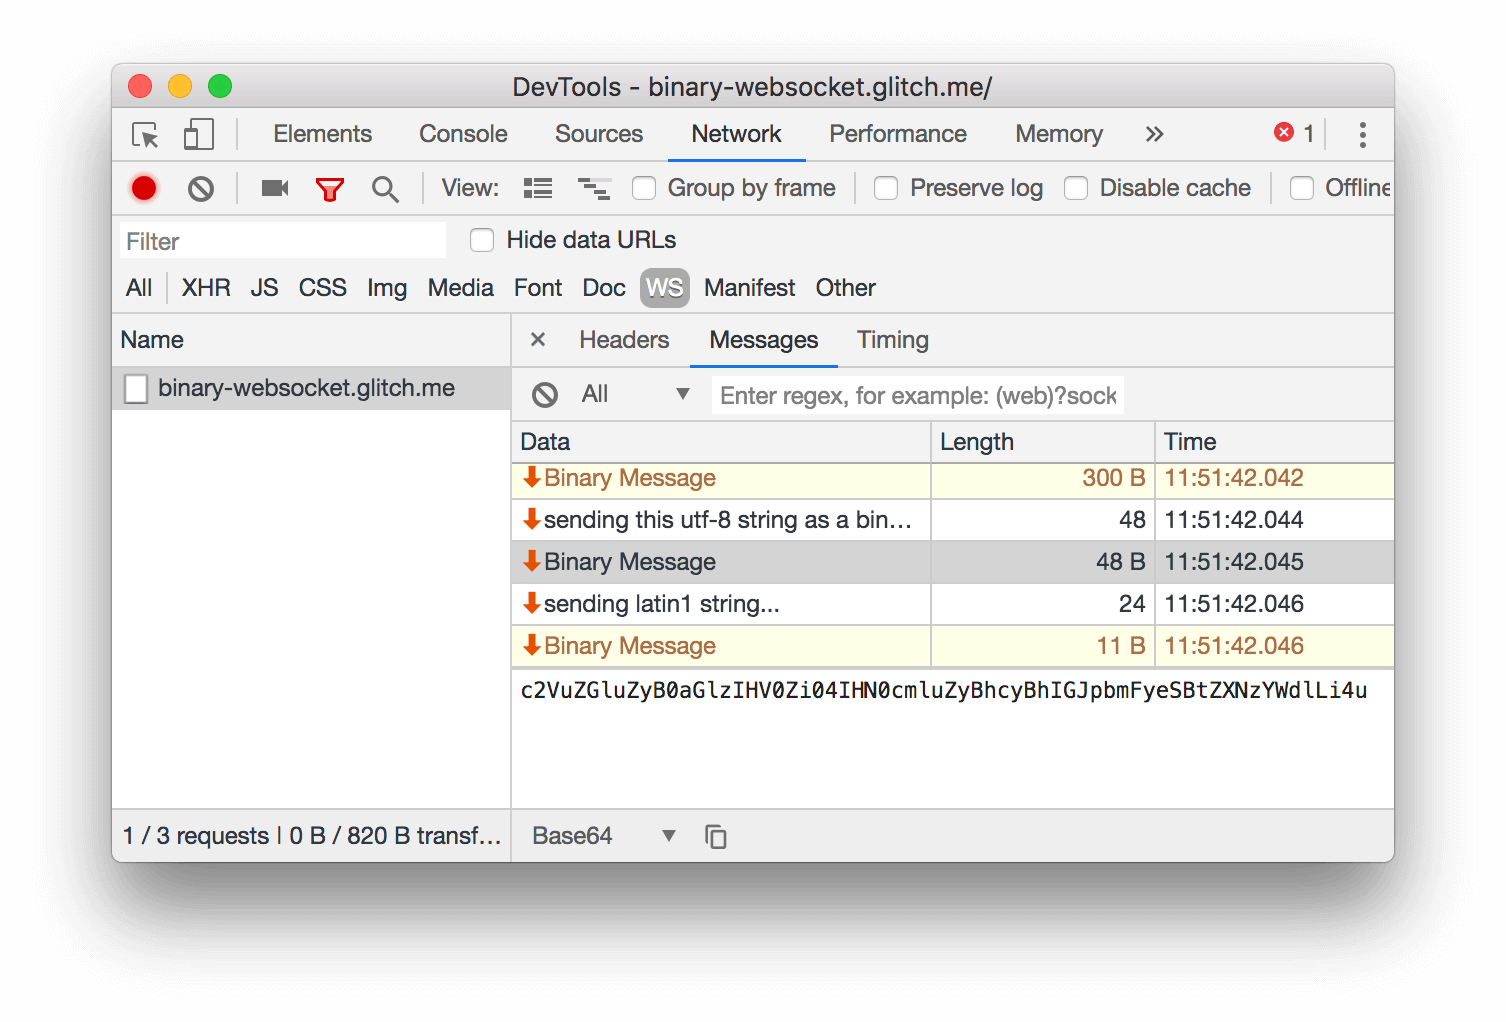 DevTools - binary-websocket.glitch.me/
Elements Console Sources Network Performance Memory » 1
View: Group by frame Preserve log Disable cache Offline
Filter Hide data URLs
All XHR JS CSS Img Media Font Doc WS Manifest Other
Name
binary-websocket.glitch.me
× Headers Messages Timing
All Enter regex, for example: (web)?sock
Data Length Time
Binary Message 300 B 11:51:42.042
sending this utf-8 string as a bin… 48 11:51:42.044
Binary Message 48 B 11:51:42.045
sending latin1 string... 24 11:51:42.046
Binary Message 11 B 11:51:42.046
c2VuZGluZyB0aGlzIHV0Zi04IHN0cmluZyBhcyBhIGJpbmFyeSBtZXNzYWdlLi4u
1 / 3 requests | 0 B / 820 B transf…
Base64